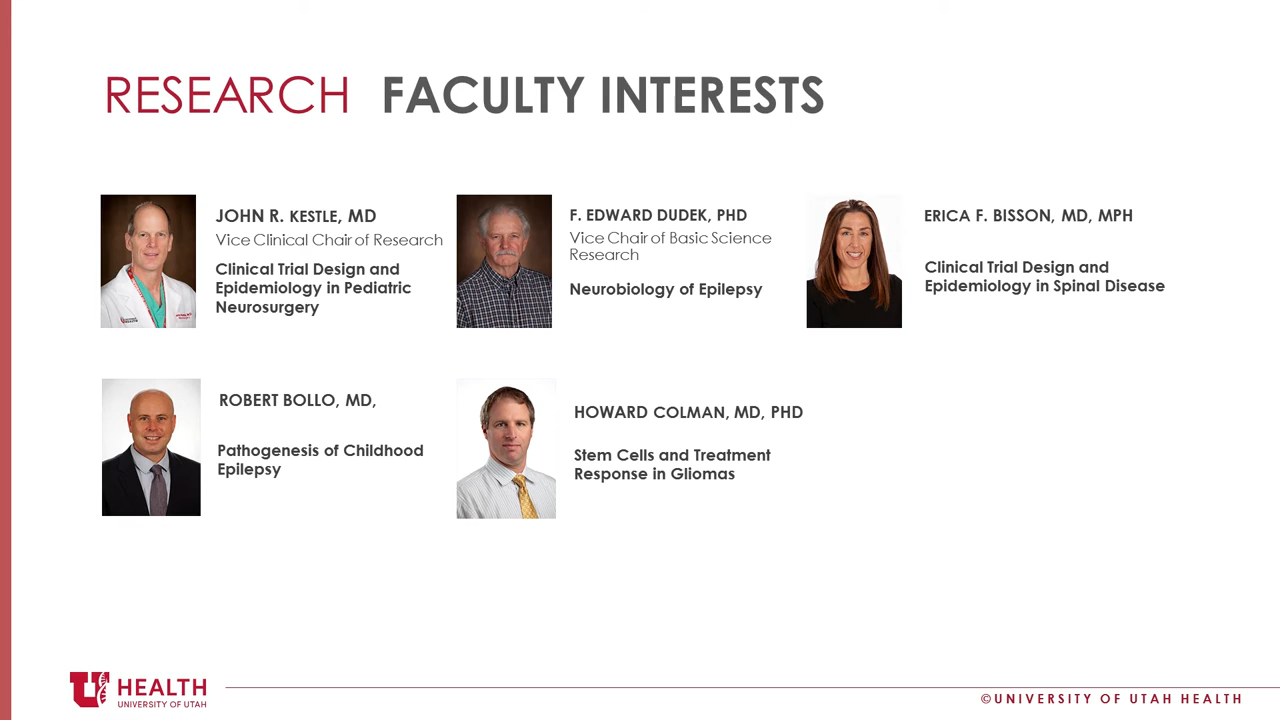 RESEARCH FACULTY INTERESTS
JOHN R. KESTLE, MD
Vice Clinical Chair of Research
Clinical Trial Design and
Epidemiology in Pediatric
Neurosurgery
F. EDWARD DUDEK, PHD
Vice Chair of Basic Science
Research
Neurobiology of Epilepsy
ERICA F. BISSON, MD, MPH
Clinical Trial Design and
Epidemiology in Spinal Disease
ROBERT BOLLO, MD,
Pathogenesis of Childhood
Epilepsy
HOWARD COLMAN, MD, PHD
Stem Cells and Treatment
Response in Gliomas
U HEALTH
UNIVERSITY OF UTAH
©UNIVERSITY OF UTAH HEALTH